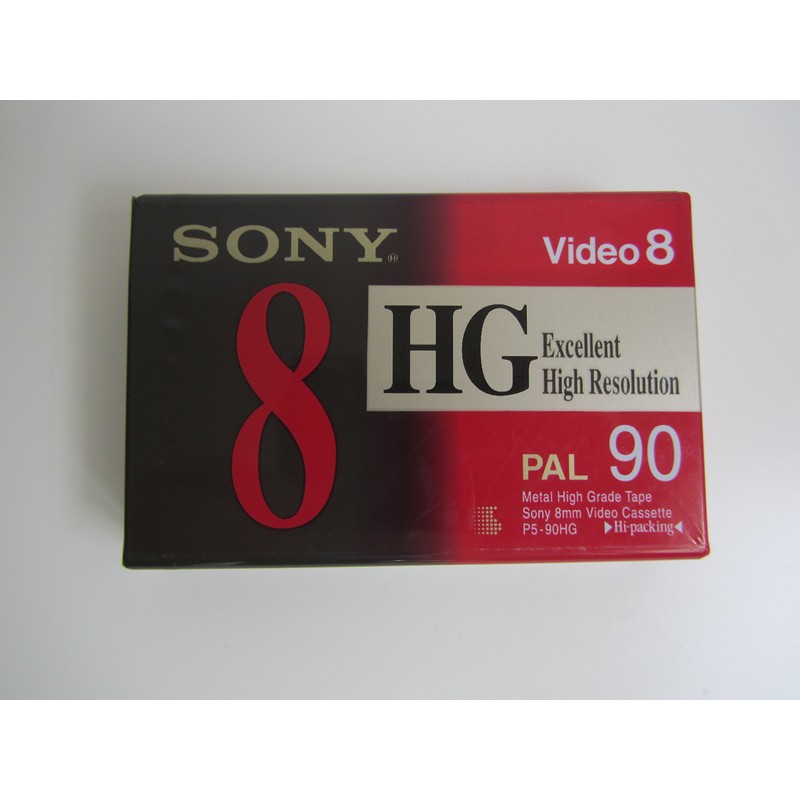 SONY®
Video 8
8
HG Excellent
High Resolution
PAL 90
Metal High Grade Tape
Sony 8mm Video Cassette
P5-90HG ▶Hi-packing◀